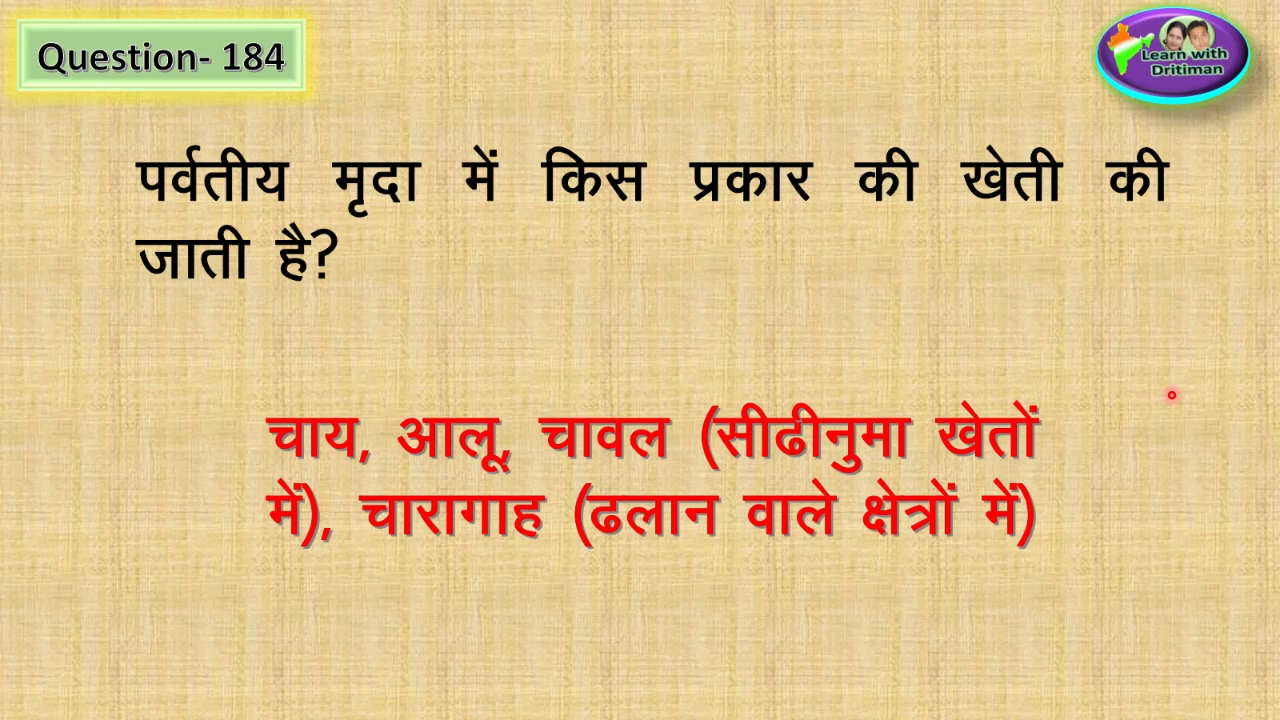 Question- 184
Learn with
Dritiman
पर्वतीय मृदा में किस प्रकार की खेती की
जाती है?
चाय, आलू, चावल (सीढीनुमा खेतों
में), चारागाह (ढलान वाले क्षेत्रों में)